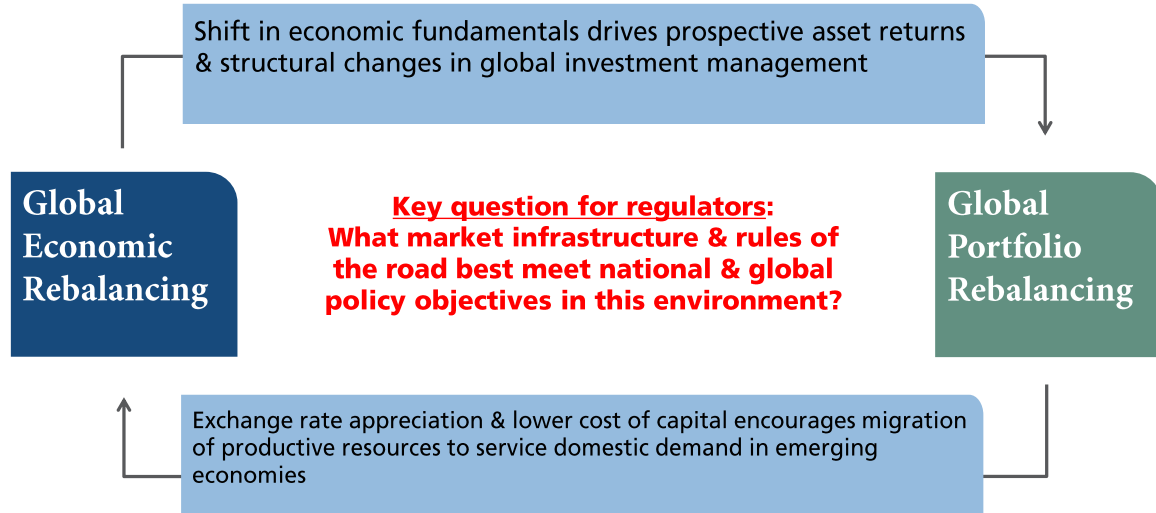 Shift in economic fundamentals drives prospective asset returns
& structural changes in global investment management
Global
Economic
Rebalancing
Key question for regulators:
What market infrastructure & rules of
the road best meet national & global
policy objectives in this environment?
Global
Portfolio
Rebalancing
Exchange rate appreciation & lower cost of capital encourages migration
of productive resources to service domestic demand in emerging
economies